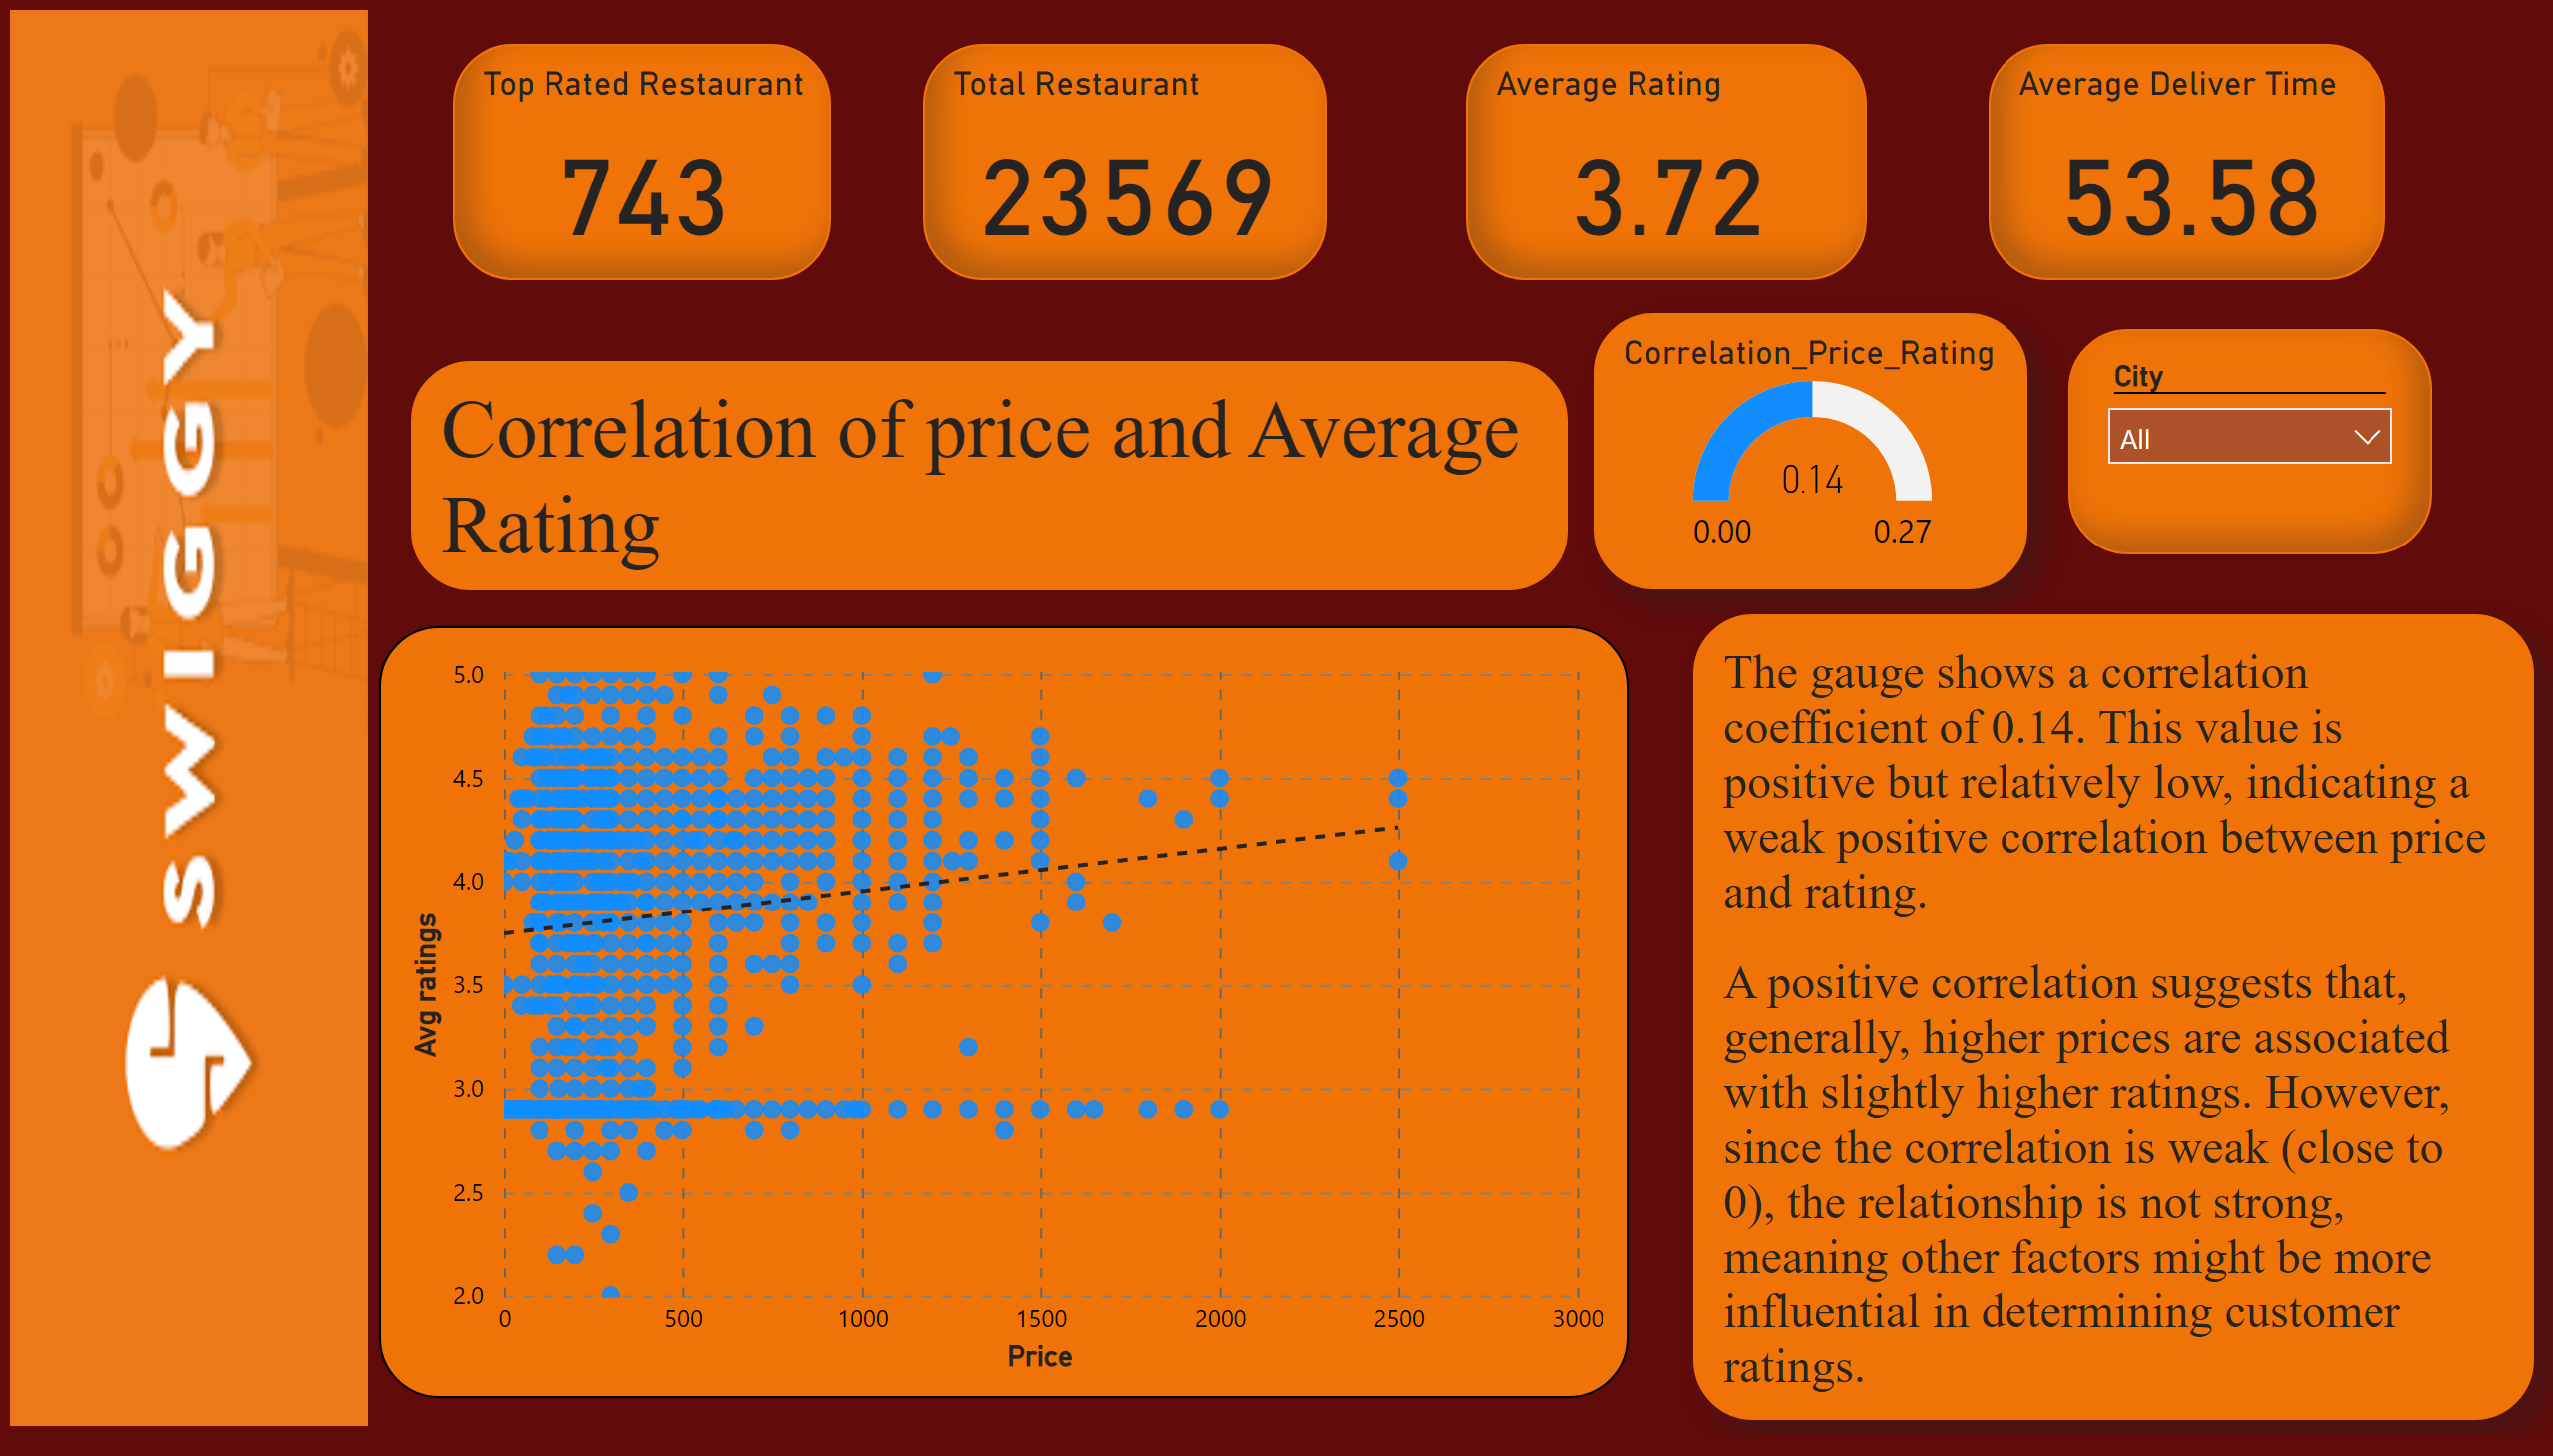 SWIGGY
Top Rated Restaurant
743
Total Restaurant
23569
Average Rating
3.72
Average Deliver Time
53.58
Correlation of price and Average
Rating
Correlation_Price_Rating
0.14
0.00
0.27
City
All
5.0
4.5
4.0
3.5
3.0
2.5
2.0
Avg ratings
0
500
1000
1500
2000
2500
3000
Price
The gauge shows a correlation
coefficient of 0.14. This value is
positive but relatively low, indicating a
weak positive correlation between price
and rating.
A positive correlation suggests that,
generally, higher prices are associated
with slightly higher ratings. However,
since the correlation is weak (close to
0), the relationship is not strong,
meaning other factors might be more
influential in determining customer
ratings.